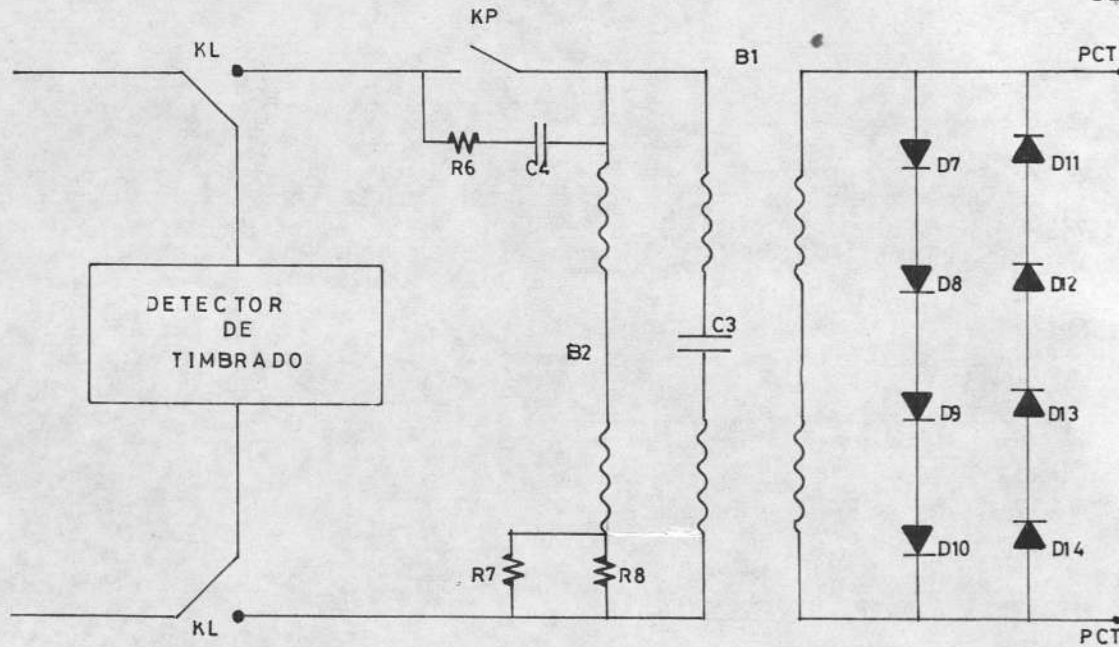 KP
KL
B1
PCT
R6
C4
D7
D11
D8
D12
DETECTOR
DE
TIMBRADO
B2
C3
D9
D13
R7
R8
D10
D14
KL
PCT